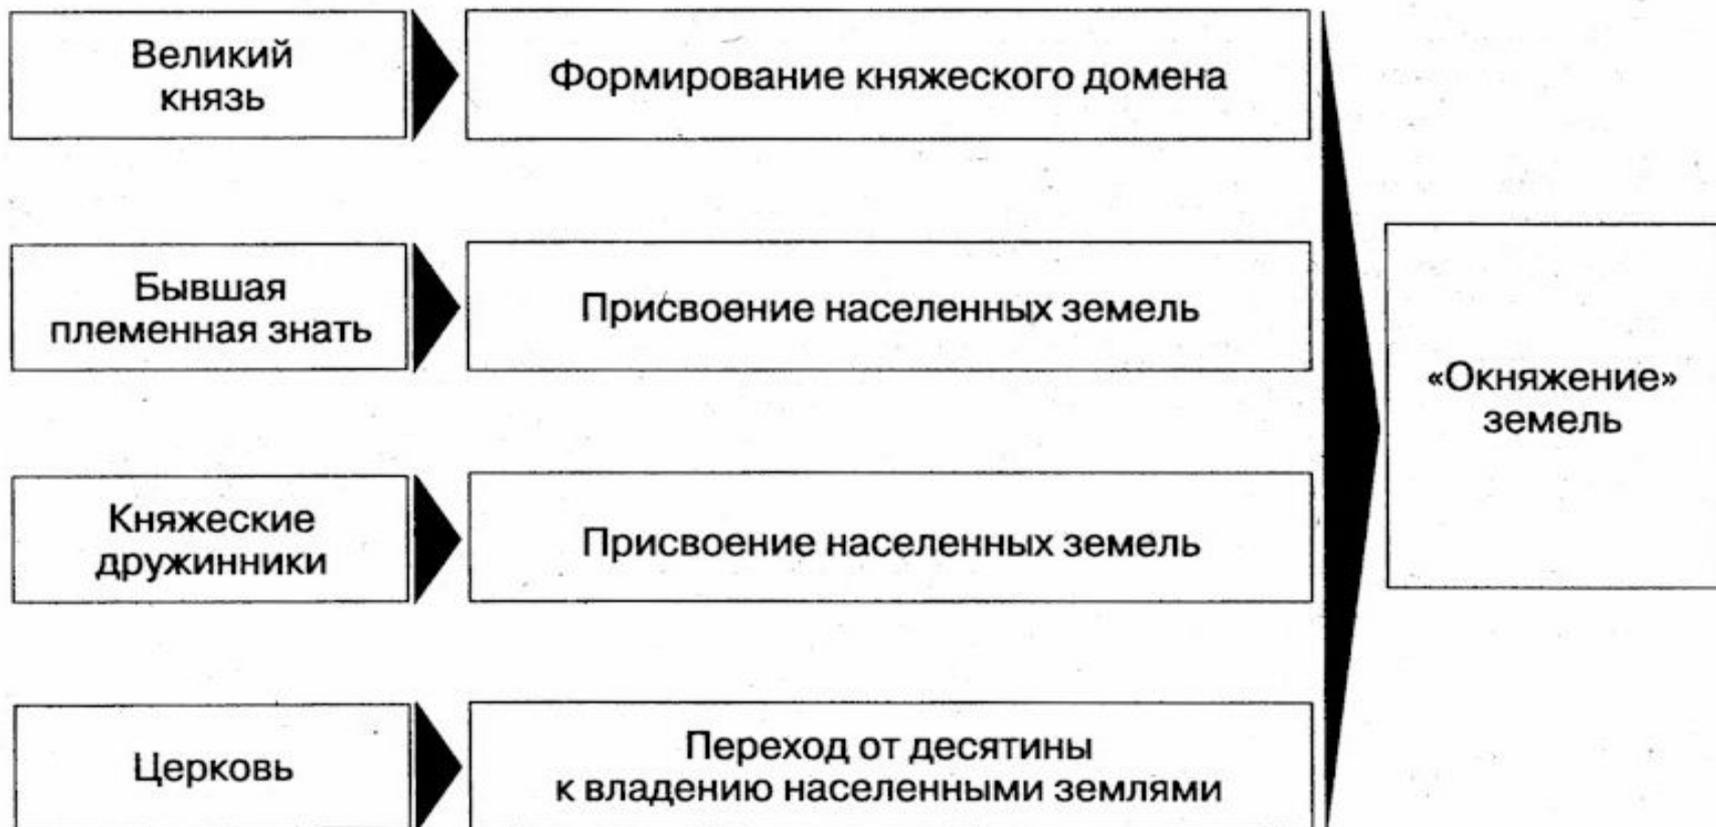 Великий
князь
Формирование княжеского домена
Бывшая
племенная знать
Присвоение населенных земель
Княжеские
дружинники
Присвоение населенных земель
Церковь
Переход от десятины
к владению населенными землями
«Окняжение»
земель